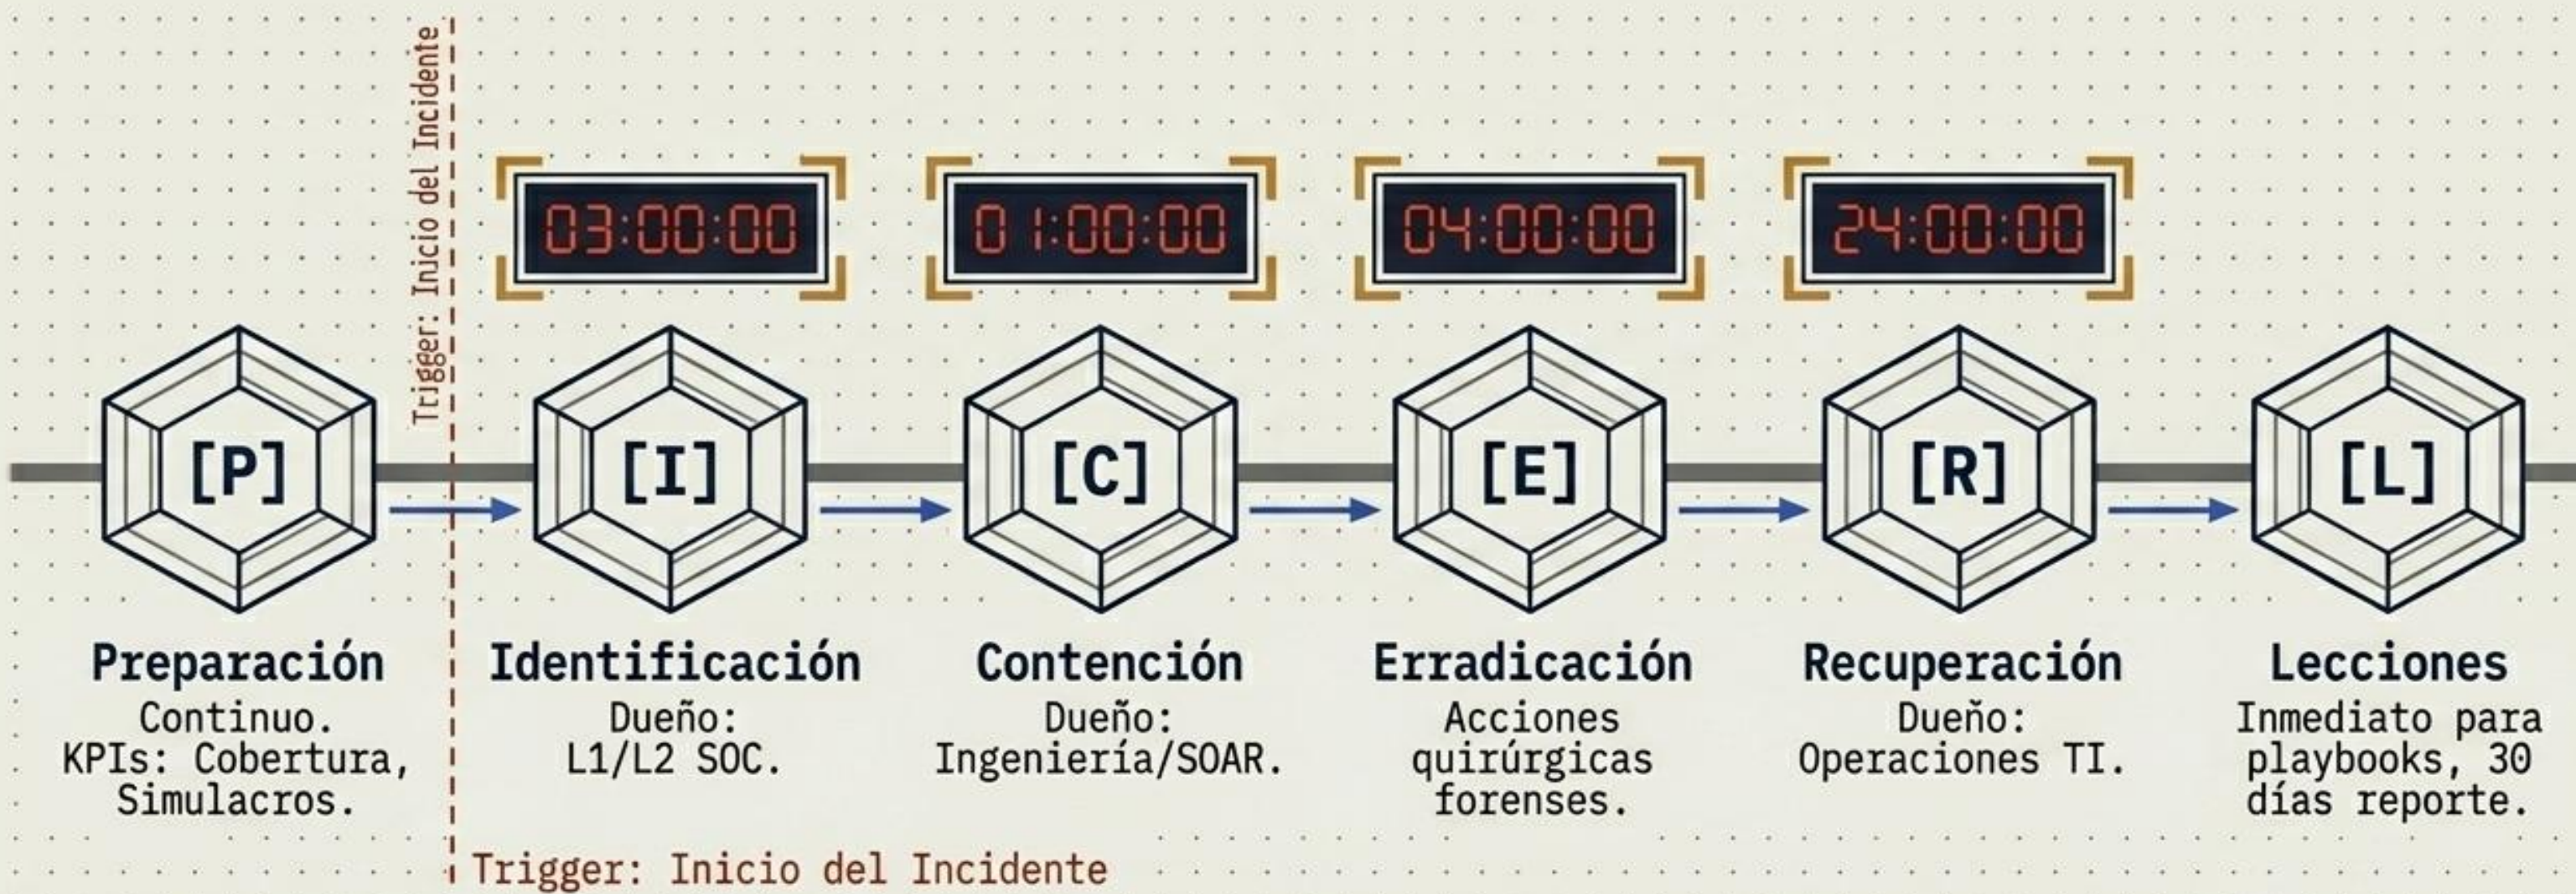 Trigger: Inicio del Incidente
03:00:00
01:00:00
04:00:00
24:00:00
[P]
[I]
[C]
[E]
[R]
[L]
Preparación
Continuo.
KPIs: Cobertura,
Simulacros.
Identificación
Dueño:
L1/L2 SOC.
Contención
Dueño:
Ingeniería/SOAR.
Erradicación
Acciones
quirúrgicas
forenses.
Recuperación
Dueño:
Operaciones TI.
Lecciones
Inmediato para
playbooks, 30
días reporte.
Trigger: Inicio del Incidente